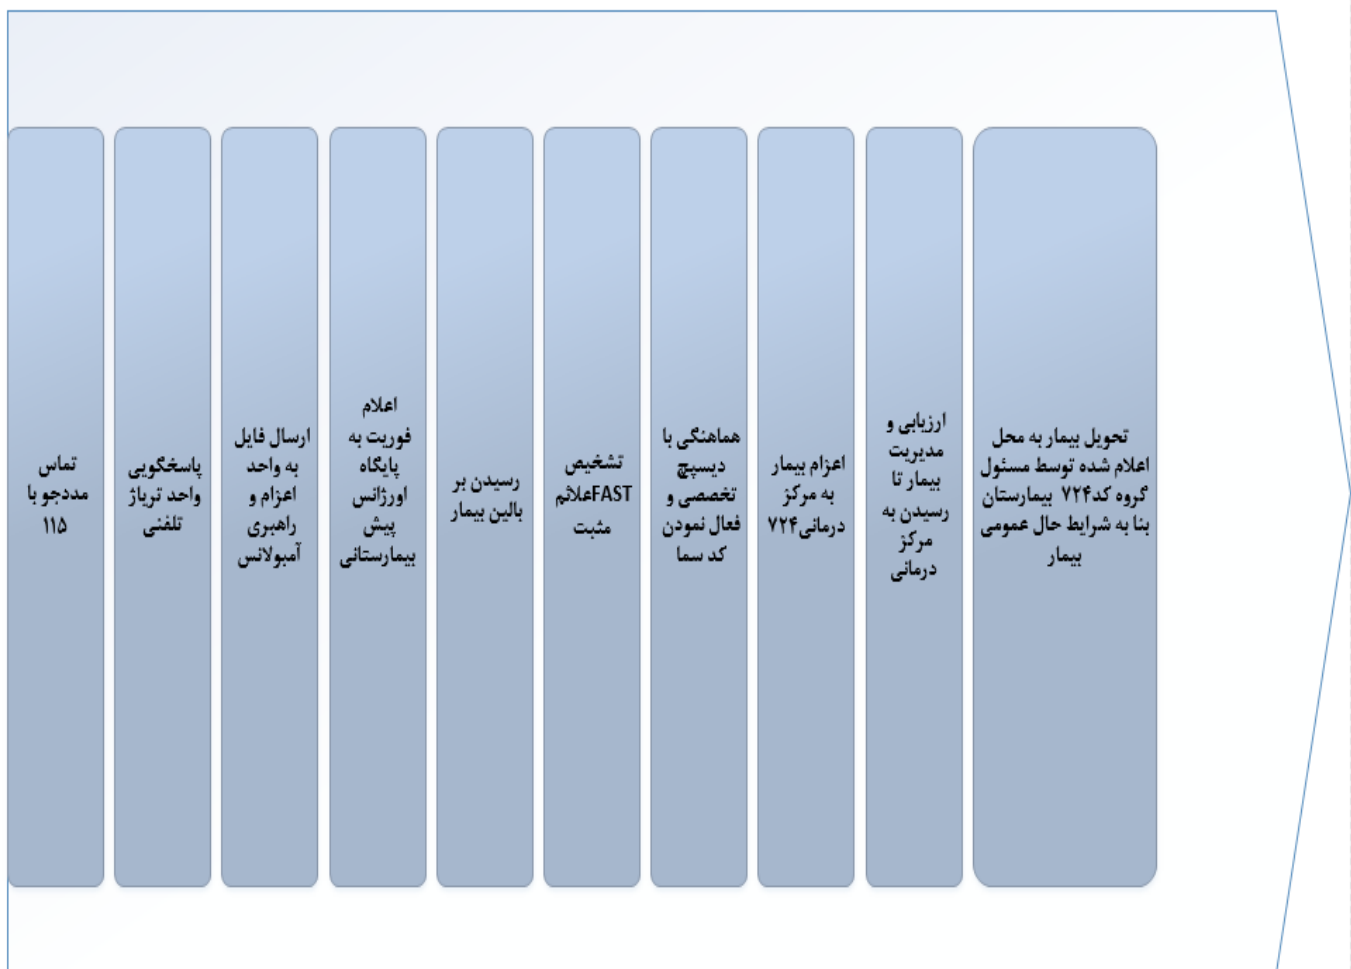 تماس
مددجو با
۱۱۵
پاسخگویی
واحد تریاژ
تلفنی
ارسال فایل
به واحد
اعزام و
راهبری
آمبولانس
اعلام
فوریت به
پایگاه
اورژانس
پیش
بیمارستانی
رسیدن بر
بالین بیمار
تشخیص
علائمFAST
مثبت
هماهنگی با
دیسپچ
تخصصی و
فعال نمودن
کد سما
اعزام بیمار
به مرکز
درمانی۷۲۴
ارزیابی و
مدیریت
بیمار تا
رسیدن به
مرکز
درمانی
تحویل بیمار به محل
اعلام شده توسط مسئول
گروه کد۷۲۴ بیمارستان
بنا به شرایط حال عمومی
بیمار